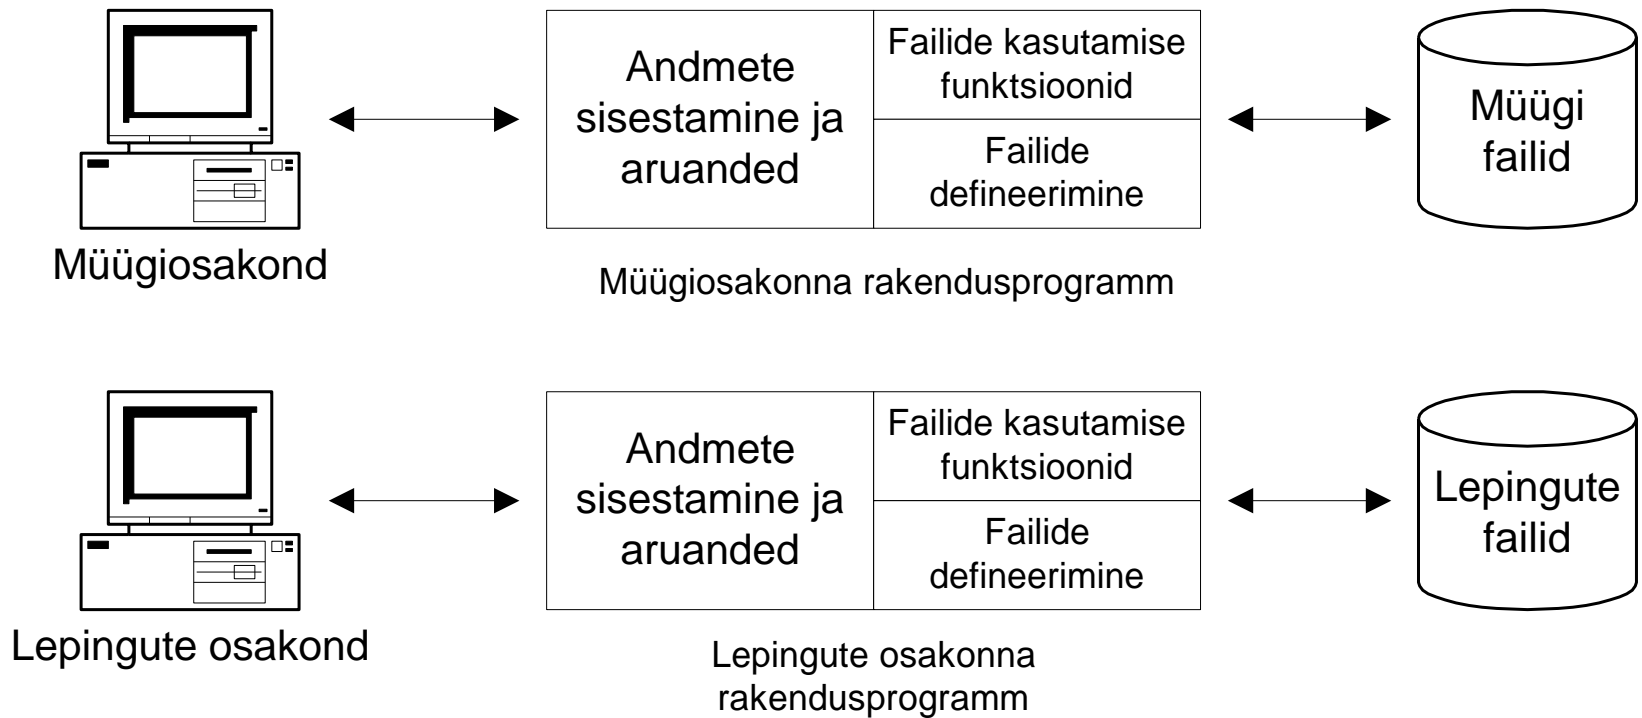 Müügiosakond
Andmete
sisestamine ja
aruanded
Failide kasutamise
funktsioonid
Failide
defineerimine
Müügiosakonna rakendusprogramm
Müügi
failid
Lepingute osakond
Andmete
sisestamine ja
aruanded
Failide kasutamise
funktsioonid
Failide
defineerimine
Lepingute osakonna
rakendusprogramm
Lepingute
failid